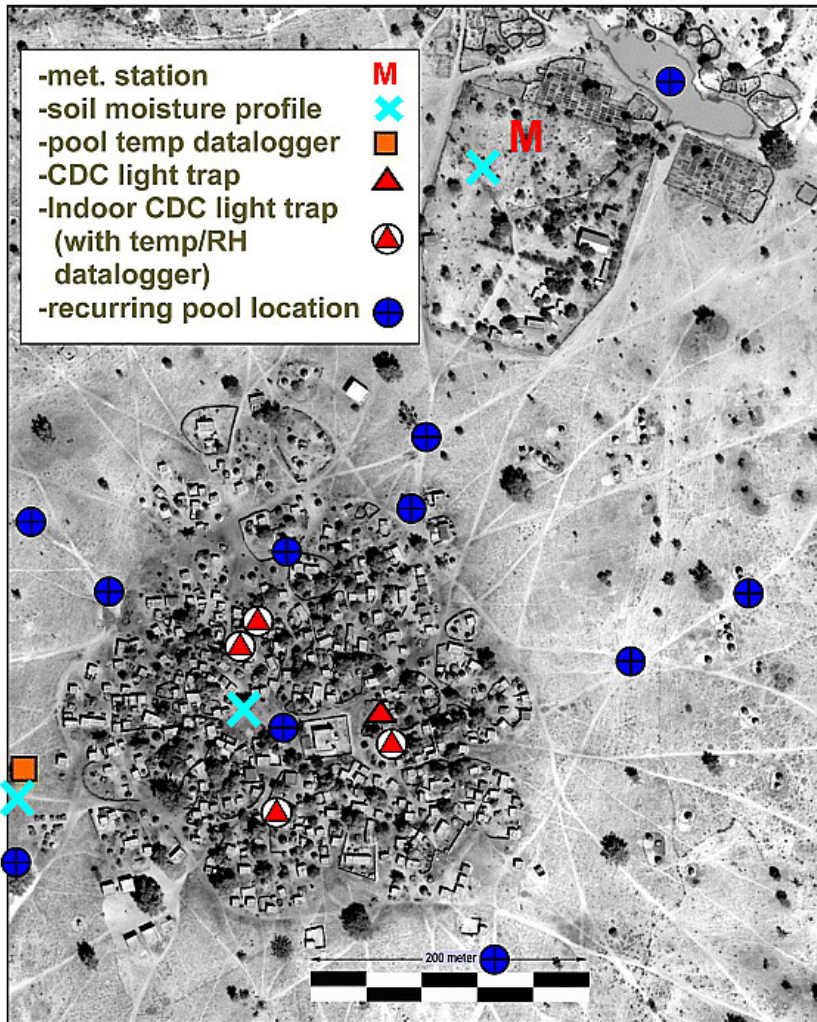 -met. station M
-soil moisture profile
-pool temp datalogger
-CDC light trap
-Indoor CDC light trap
(with temp/RH
datalogger)
-recurring pool location
M
200 meter